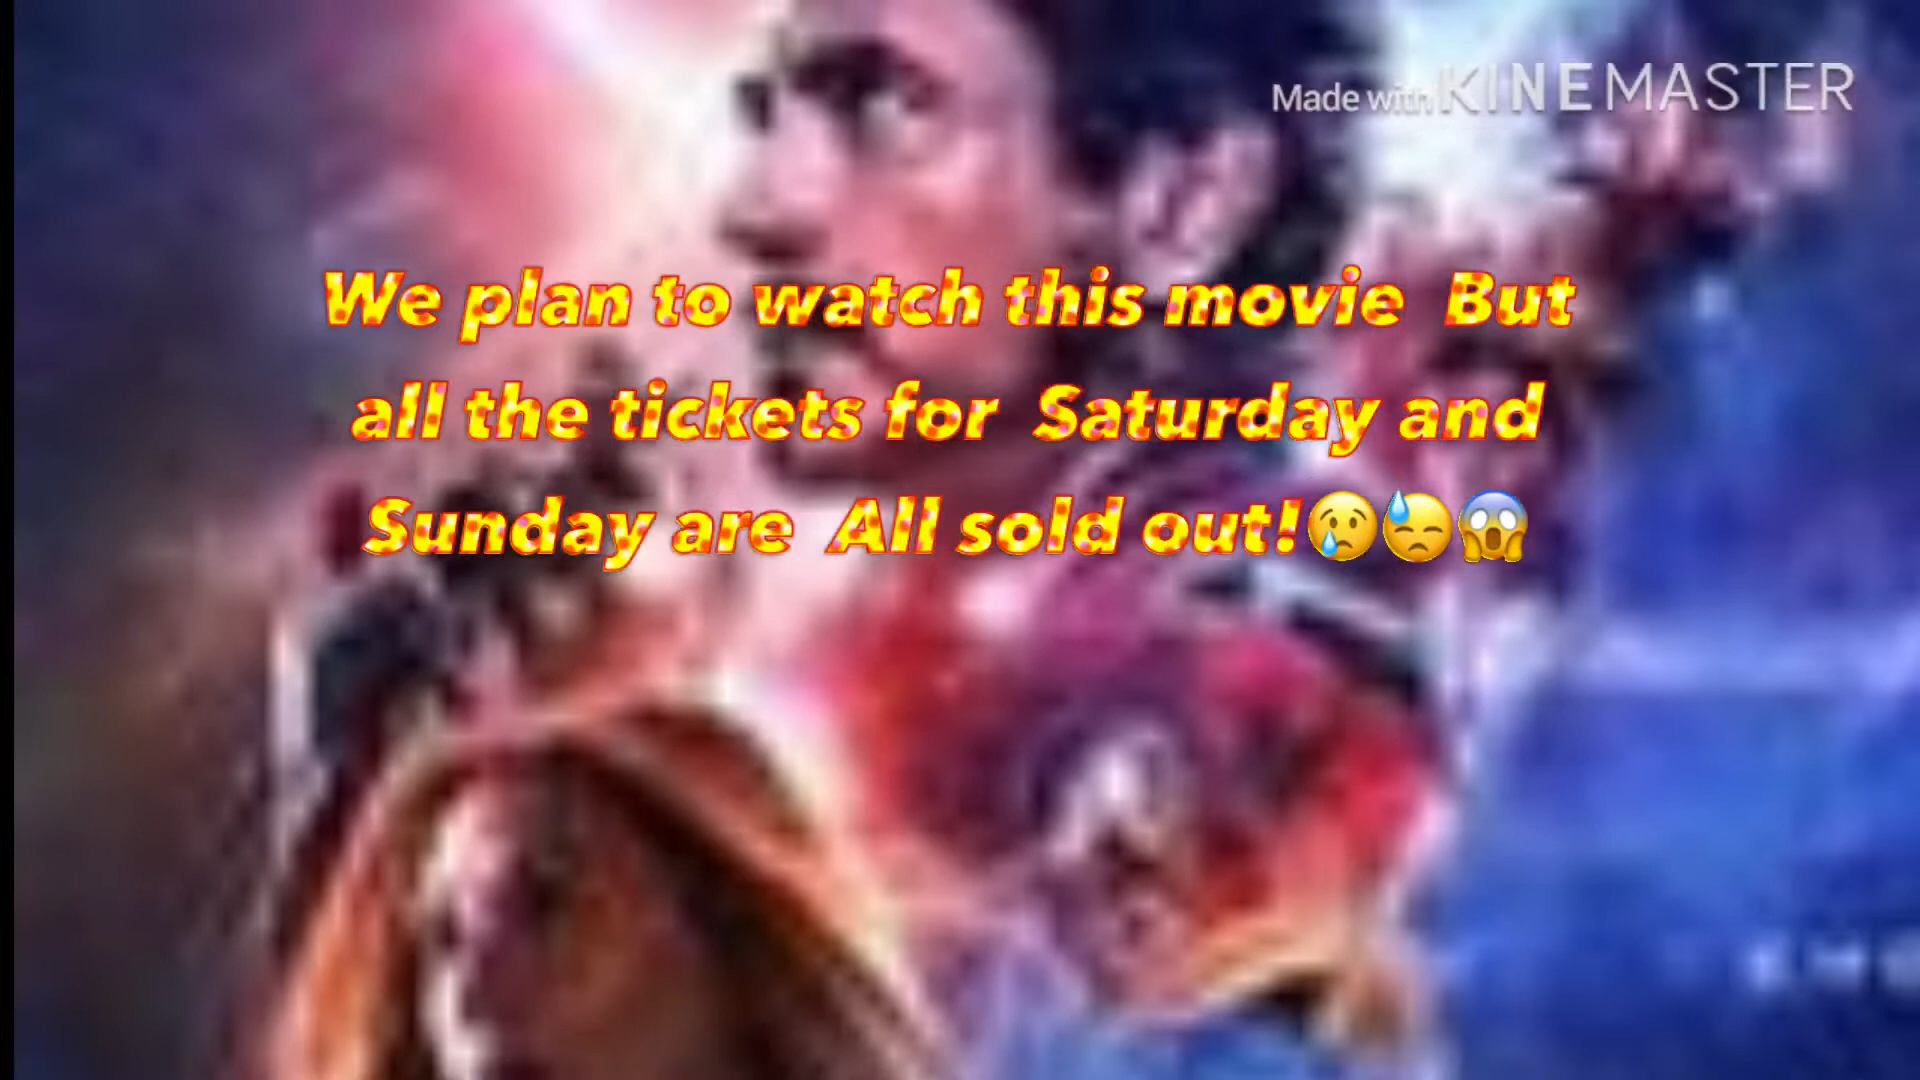 Made with KINEMASTER
We plan to watch this movie But
all the tickets for Saturday and
Sunday are All sold out!😢😓😱